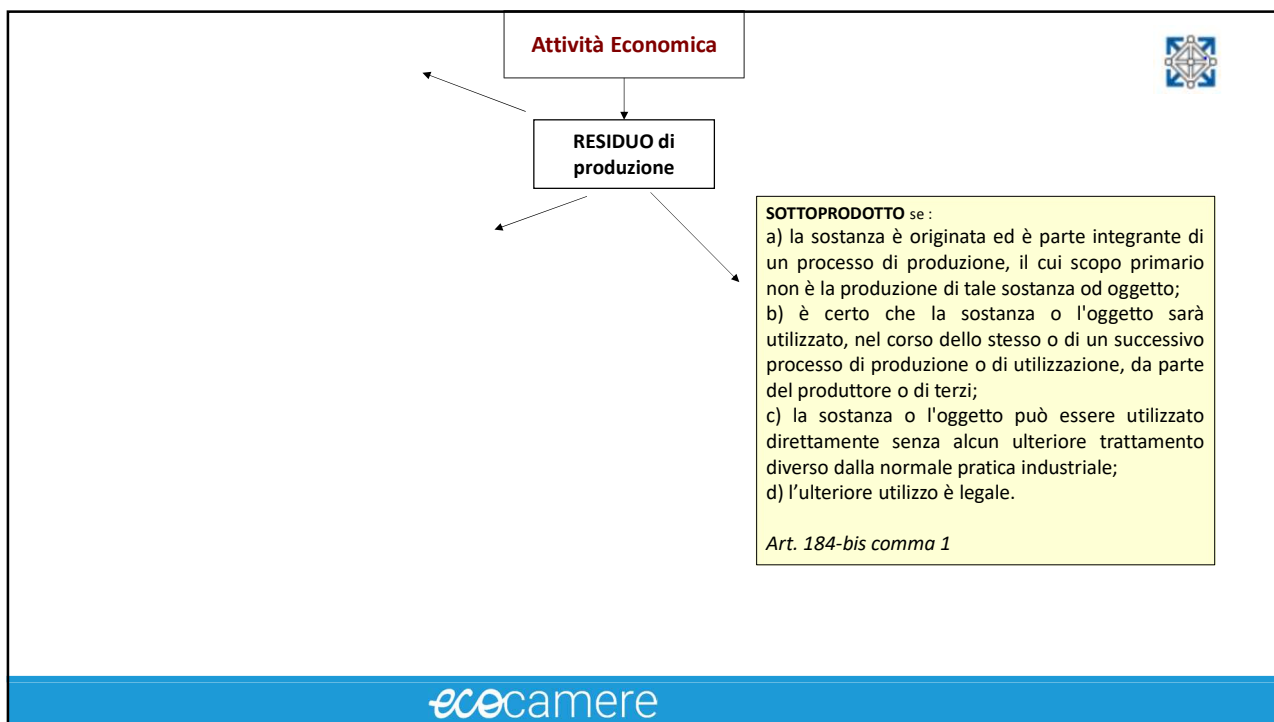 Attività Economica
RESIDUO di
produzione
SOTTOPRODOTTO se :
a) la sostanza è originata ed è parte integrante di
un processo di produzione, il cui scopo primario
non è la produzione di tale sostanza od oggetto;
b) è certo che la sostanza o l'oggetto sarà
utilizzato, nel corso dello stesso o di un successivo
processo di produzione o di utilizzazione, da parte
del produttore o di terzi;
c) la sostanza o l'oggetto può essere utilizzato
direttamente senza alcun ulteriore trattamento
diverso dalla normale pratica industriale;
d) l’ulteriore utilizzo è legale.
Art. 184-bis comma 1
ecocamere